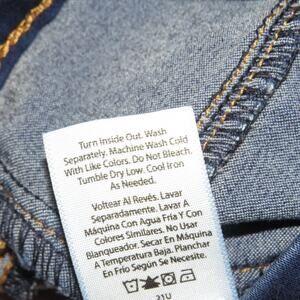 Turn Inside Out. Wash
Separately. Machine Wash Cold
With Like Colors. Do Not Bleach.
Tumble Dry Low. Cool Iron
As Needed.
Voltear Al Revés. Lavar
Separadamente. Lavar A
Máquina Con Agua Fría Y Con
Colores Similares. No Usar
Blanqueador. Secar En Máquina
A Temperatura Baja. Planchar
En Frío Según Se Necesite.
21U